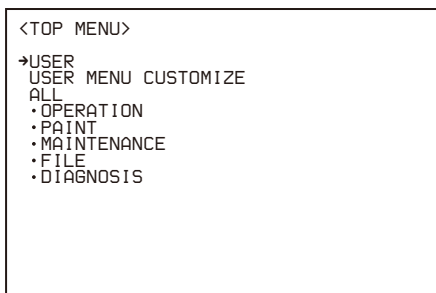 <TOP MENU>
→USER
USER MENU CUSTOMIZE
ALL
·OPERATION
·PAINT
·MAINTENANCE
·FILE
·DIAGNOSIS